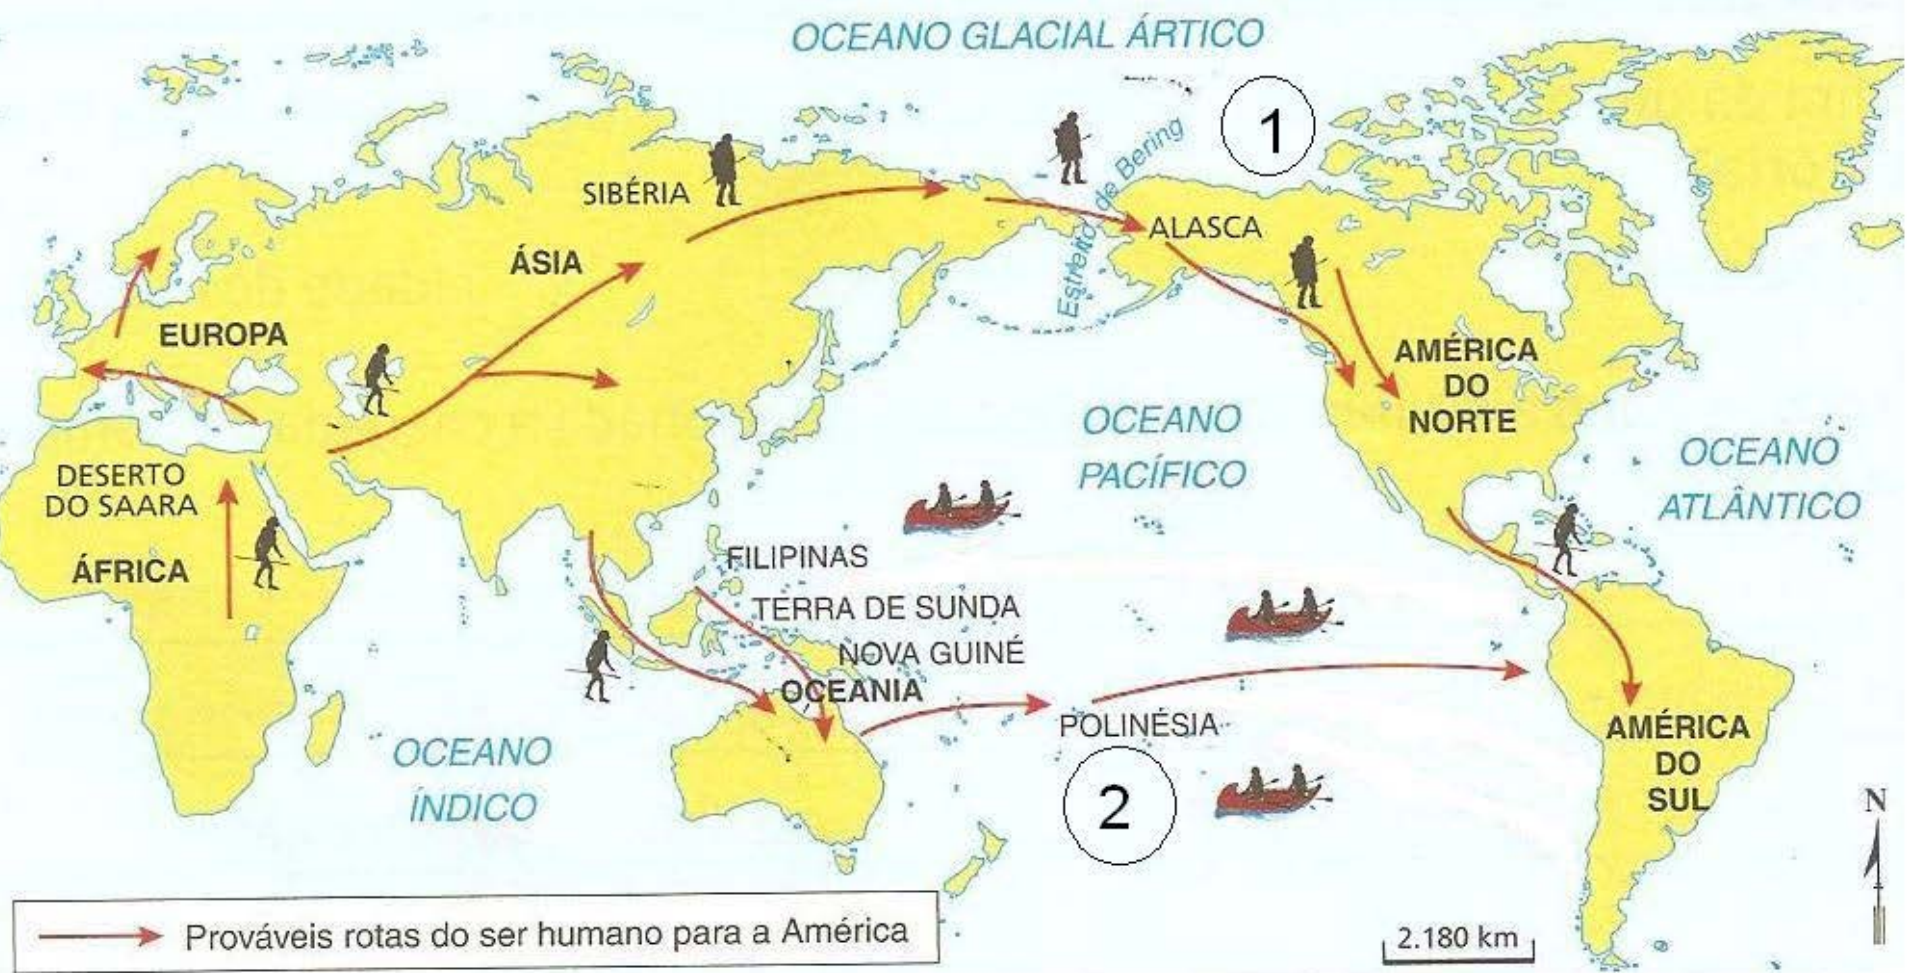 OCEANO GLACIAL ÁRTICO
1
Estreito de Bering
SIBÉRIA
ALASCA
ÁSIA
EUROPA
AMÉRICA
DO
NORTE
OCEANO
PACÍFICO
OCEANO
ATLÂNTICO
DESERTO
DO SAARA
ÁFRICA
FILIPINAS
TERRA DE SUNDA
NOVA GUINÉ
OCEANIA
POLINÉSIA
2
AMÉRICA
DO
SUL
OCEANO
ÍNDICO
N
Prováveis rotas do ser humano para a América
2.180 km